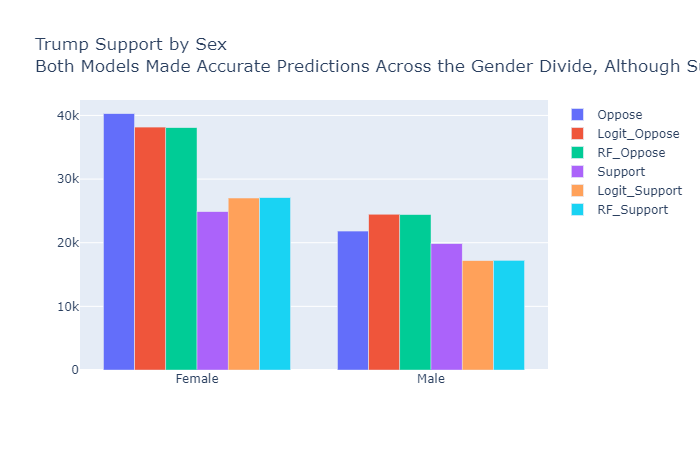 Trump Support by Sex
Both Models Made Accurate Predictions Across the Gender Divide, Although
40k
30k
20k
10k
0
Female
Male
Oppose
Logit_Oppose
RF_Oppose
Support
Logit_Support
RF_Support